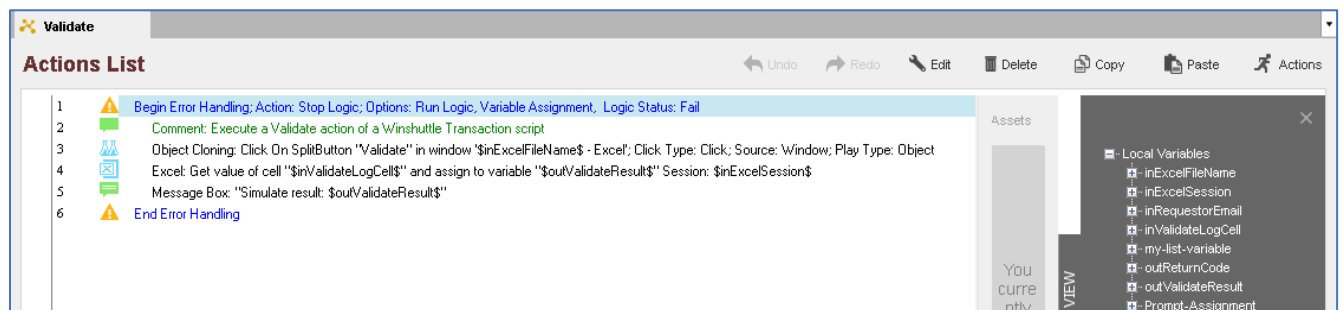 Validate
Actions List
Undo Redo Edit Delete Copy Paste Actions
1 Begin Error Handling; Action: Stop Logic; Options: Run Logic, Variable Assignment, Logic Status: Fail
2 Comment: Execute a Validate action of a Winshuttle Transaction script
3 Object Cloning: Click On SplitButton "Validate" in window '$inExcelFileName$ - Excel'; Click Type: Click; Source: Window; Play Type: Object
4 Excel: Get value of cell "$inValidateLogCell$" and assign to variable "$outValidateResult$" Session: $inExcelSession$
5 Message Box: "Simulate result: $outValidateResult$"
6 End Error Handling
Assets
You
curre
ntly
VIEW
Local Variables
inExcelFileName
inExcelSession
inRequestorEmail
inValidateLogCell
my-list-variable
outReturnCode
outValidateResult
Prompt-Assignment